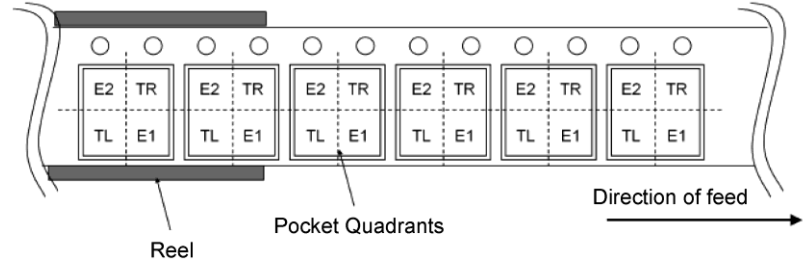 E2 TR E2 TR E2 TR E2 TR E2 TR E2 TR
TL E1 TL E1 TL E1 TL E1 TL E1 TL E1
Direction of feed
Pocket Quadrants
Reel